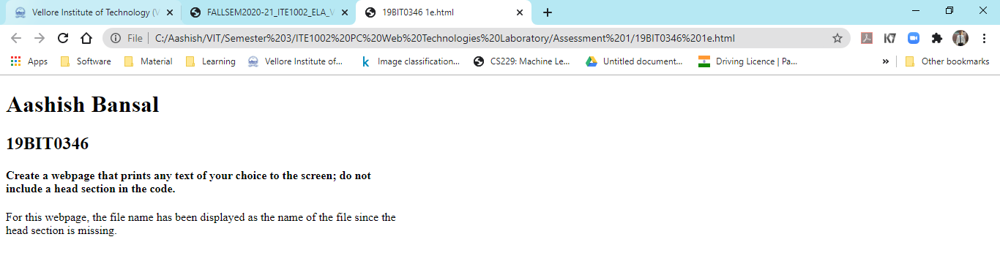 Vellore Institute of Technology (V
FALLSEM2020-21_ITE1002_ELA_V
19BIT0346 1e.html
File
C:/Aashish/VIT/Semester%203/ITE1002%20PC%20Web%20Technologies%20Laboratory/Assessment%201/19BIT0346%201e.html
K7
Apps
Software
Material
Learning
Vellore Institute of...
k
Image classification...
CS229: Machine Le...
Untitled document...
Driving Licence | Pa...
»
Other bookmarks
Aashish Bansal
19BIT0346
Create a webpage that prints any text of your choice to the screen; do not
include a head section in the code.
For this webpage, the file name has been displayed as the name of the file since the
head section is missing.